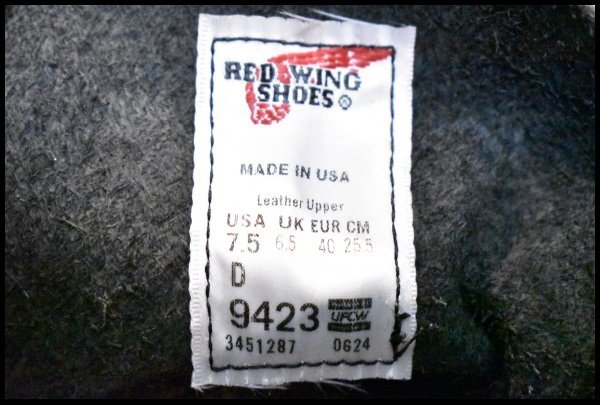 RED WING
SHOES®
MADE IN USA
Leather Upper
USA UK EUR CM
7.5 6.5 40 25.5
D
9423 UFCW
3451287 0624